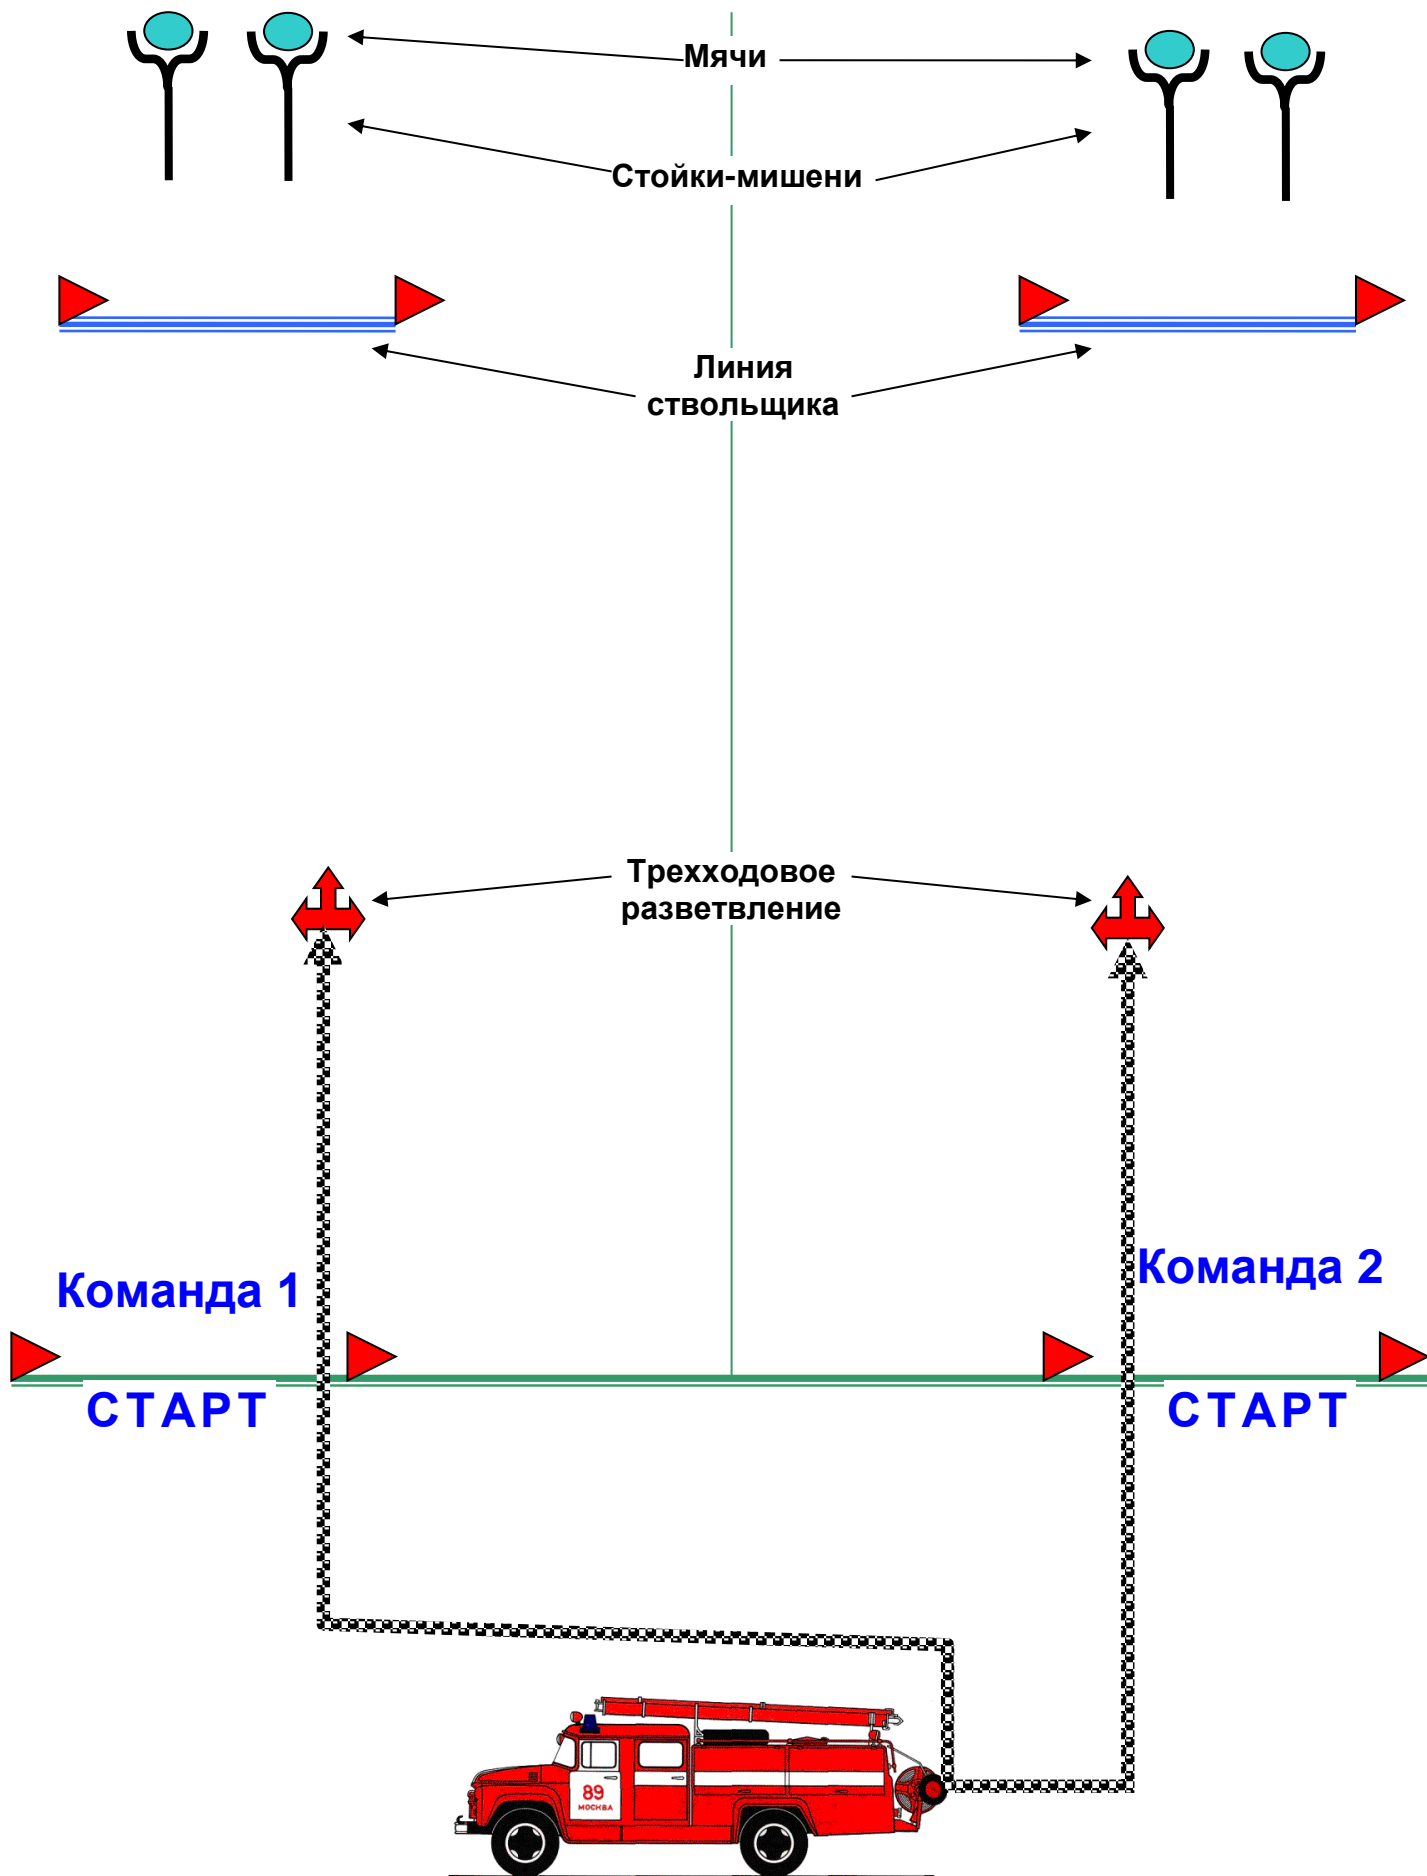 Мячи
Стойки-мишени
Линия
ствольщика
Трехходовое
разветвление
Команда 1
Команда 2
СТАРТ
СТАРТ
89
МОСКВА